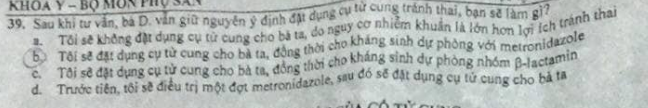 KHOA Y – BỘ MÔN PHỤ SẢN
39. Sau khi tư vấn, bà D. vẫn giữ nguyên ý định đặt dụng cụ tử cung tránh thai, bạn sẽ làm gì?
a. Tôi sẽ không đặt dụng cụ tử cung cho bà ta, do nguy cơ nhiễm khuẩn là lớn hơn lợi ích tránh thai
b. Tôi sẽ đặt dụng cụ tử cung cho bà ta, đồng thời cho kháng sinh dự phòng với metronidazole
c. Tôi sẽ đặt dụng cụ tử cung cho bà ta, đồng thời cho kháng sinh dự phòng nhóm β-lactamin
d. Trước tiên, tôi sẽ điều trị một đợt metronidazole, sau đó sẽ đặt dụng cụ tử cung cho bà ta